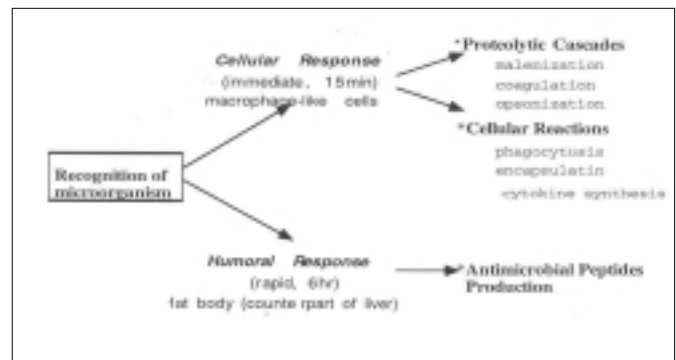 Recognition of
microorganism
Cellular Response
(immediate, 15min)
macrophage-like cells
*Proteolytic Cascades
malenization
coagulation
opsonization
*Cellular Reactions
phagocytosis
encapsulatin
cytokine synthesis
Humoral Response
(rapid, 6hr)
fat body (counterpart of liver)
*Antimicrobial Peptides
Production